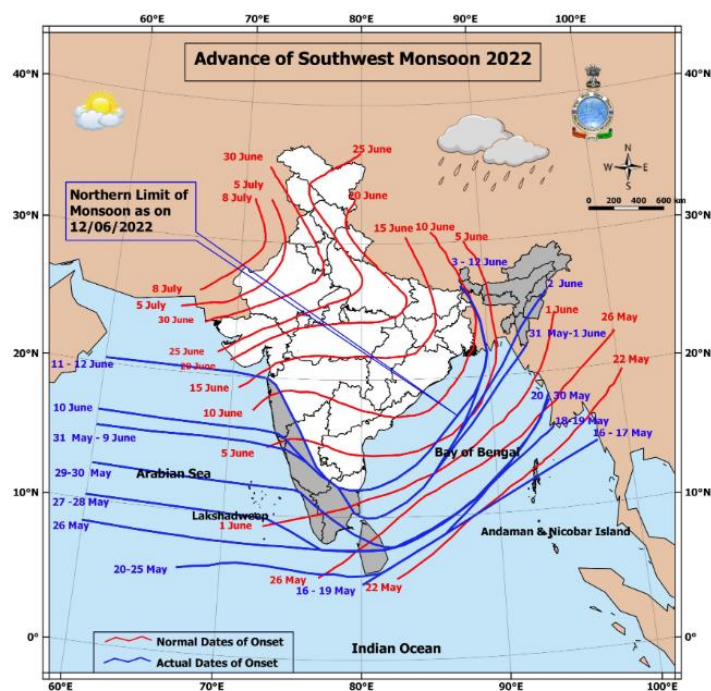 60°E 70°E 80°E 90°E 100°E
Advance of Southwest Monsoon 2022
40°N 40°N
N
W E
S
0 200 400 600 km
25 June
30 June
5 July
8 July
20 June
Northern Limit of
Monsoon as on
12/06/2022
30°N 30°N
15 June 10 June
5 June
3 - 12 June
2 June
8 July
5 July
30 June
1 June 26 May
31 May-1 June
25 June
20 June
22 May
20°N 20°N
11 - 12 June
15 June
10 June
10 June
20 - 30 May
18-19 May
16 - 17 May
31 May - 9 June
5 June
Bay of Bengal
29-30 May
Arabian Sea
10°N 10°N
27 - 28 May
Lakshadweep
26 May
1 June
Andaman & Nicobar Island
20-25 May
26 May
16 - 19 May
22 May
0° 0°
Normal Dates of Onset
Actual Dates of Onset
Indian Ocean
60°E 70°E 80°E 90°E 100°E